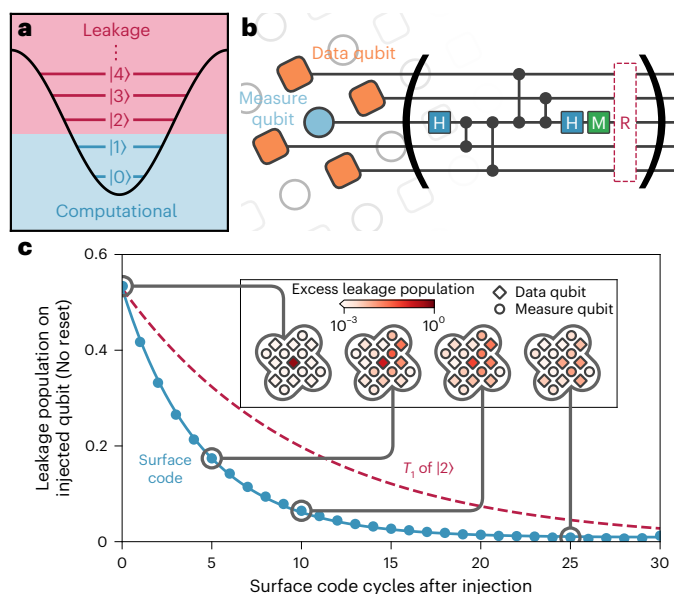 a
Leakage
⋮
|4⟩
|3⟩
|2⟩
|1⟩
|0⟩
Computational
b
Data qubit
Measure
qubit
H
H
M
R
c
Leakage population on
injected qubit (No reset)
0.6
0.4
0.2
0
Excess leakage population
10⁻³
10⁰
Data qubit
Measure qubit
Surface
code
T₁ of |2⟩
0
5
10
15
20
25
30
Surface code cycles after injection